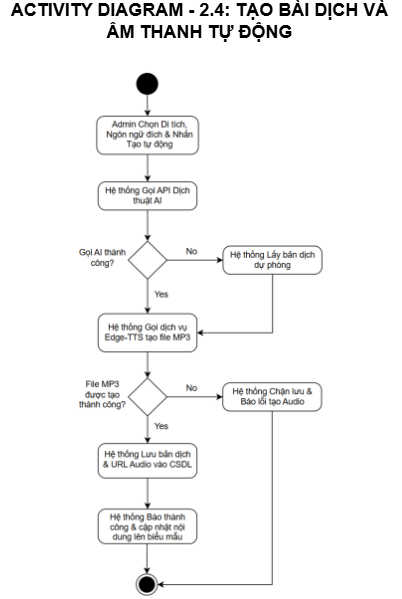 ACTIVITY DIAGRAM - 2.4: TẠO BÀI DỊCH VÀ
ÂM THANH TỰ ĐỘNG
Admin Chọn Di tích,
Ngôn ngữ đích & Nhấn
Tạo tự động
Hệ thống Gọi API Dịch
thuật AI
Gọi AI thành
công?
No
Hệ thống Lấy bản dịch
dự phòng
Yes
Hệ thống Gọi dịch vụ
Edge-TTS tạo file MP3
File MP3
được tạo
thành công?
No
Hệ thống Chặn lưu &
Báo lỗi tạo Audio
Yes
Hệ thống Lưu bản dịch
& URL Audio vào CSDL
Hệ thống Báo thành
công & cập nhật nội
dung lên biểu mẫu